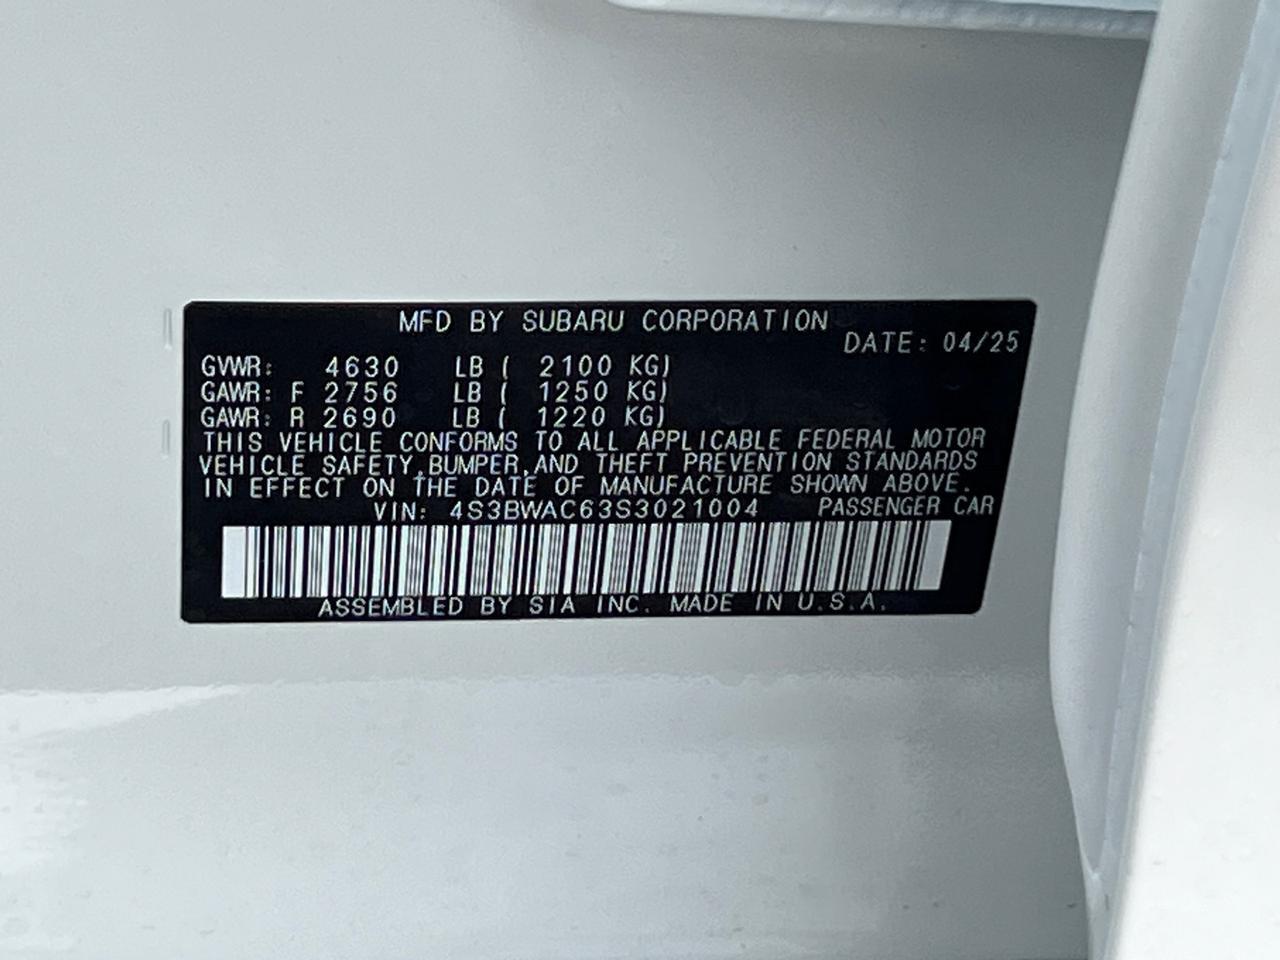 MFD BY SUBARU CORPORATION
DATE: 04/25
GVWR: 4630 LB ( 2100 KG)
GAWR: F 2756 LB ( 1250 KG)
GAWR: R 2690 LB ( 1220 KG)
THIS VEHICLE CONFORMS TO ALL APPLICABLE FEDERAL MOTOR
VEHICLE SAFETY,BUMPER,AND THEFT PREVENTION STANDARDS
IN EFFECT ON THE DATE OF MANUFACTURE SHOWN ABOVE.
VIN: 4S3BWAC63S3021004 PASSENGER CAR
ASSEMBLED BY SIA INC. MADE IN U.S.A.